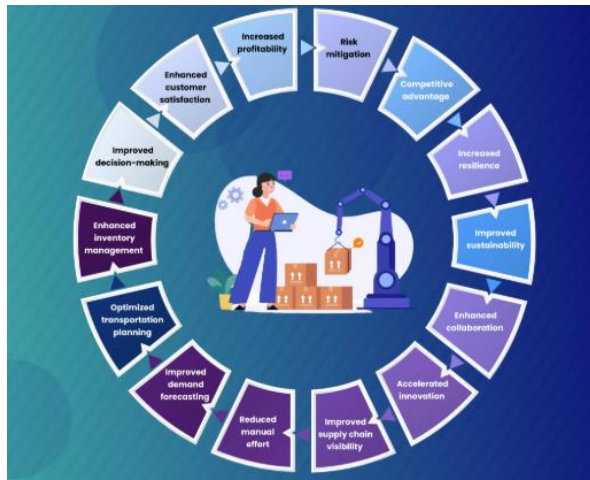 Increased
profitability
Risk
mitigation
Competitive
advantage
Increased
resilience
Improved
sustainability
Enhanced
collaboration
Accelerated
innovation
Improved
supply chain
visibility
Reduced
manual
effort
Improved
demand
forecasting
Optimized
transportation
planning
Enhanced
inventory
management
Improved
decision-making
Enhanced
customer
satisfaction